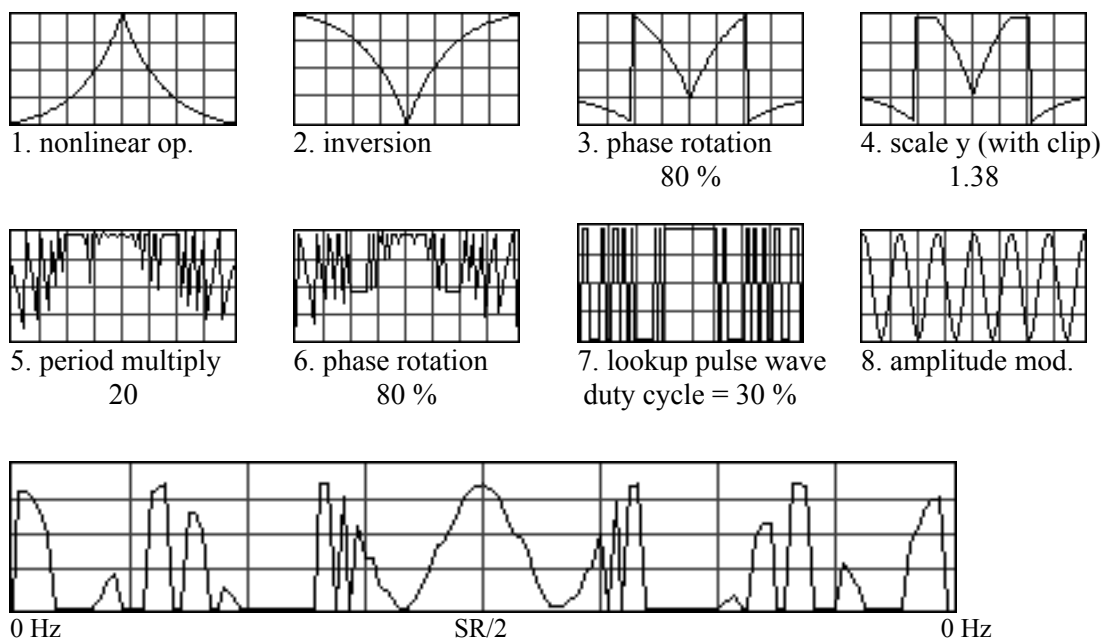 1. nonlinear op.
2. inversion
3. phase rotation
80 %
4. scale y (with clip)
1.38
5. period multiply
20
6. phase rotation
80 %
7. lookup pulse wave
duty cycle = 30 %
8. amplitude mod.
0 Hz
SR/2
0 Hz